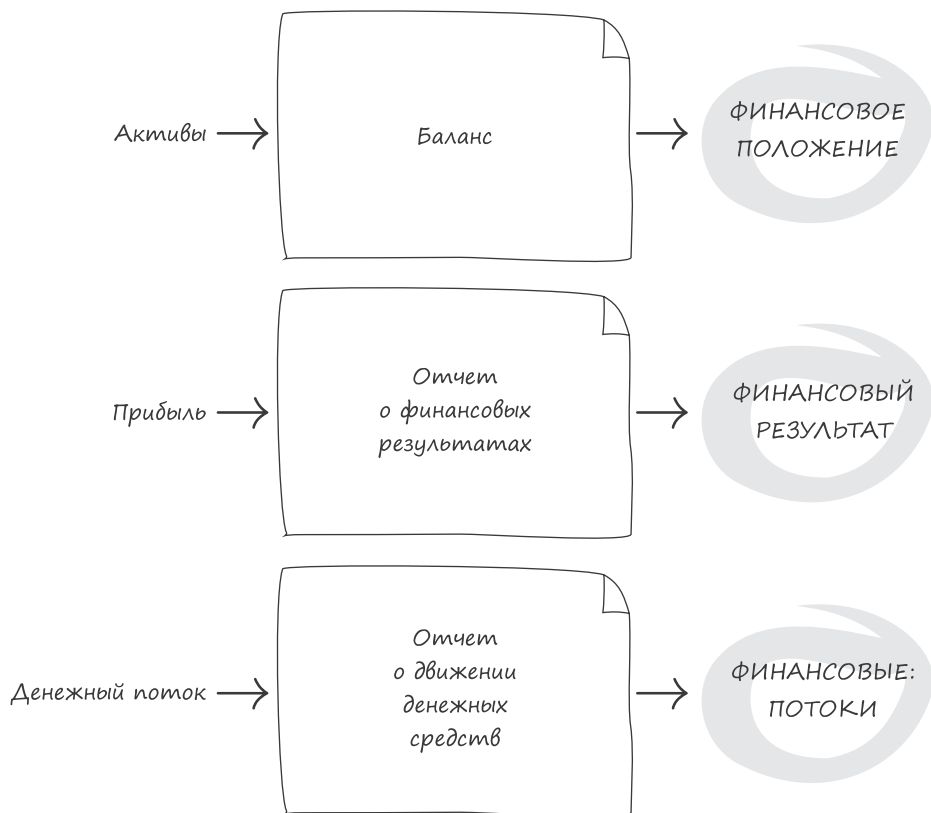 Активы
Баланс
ФИНАНСОВОЕ
ПОЛОЖЕНИЕ
Прибыль
Отчет
о финансовых
результатах
ФИНАНСОВЫЙ
РЕЗУЛЬТАТ
Денежный поток
Отчет
о движении
денежных
средств
ФИНАНСОВЫЕ:
ПОТОКИ